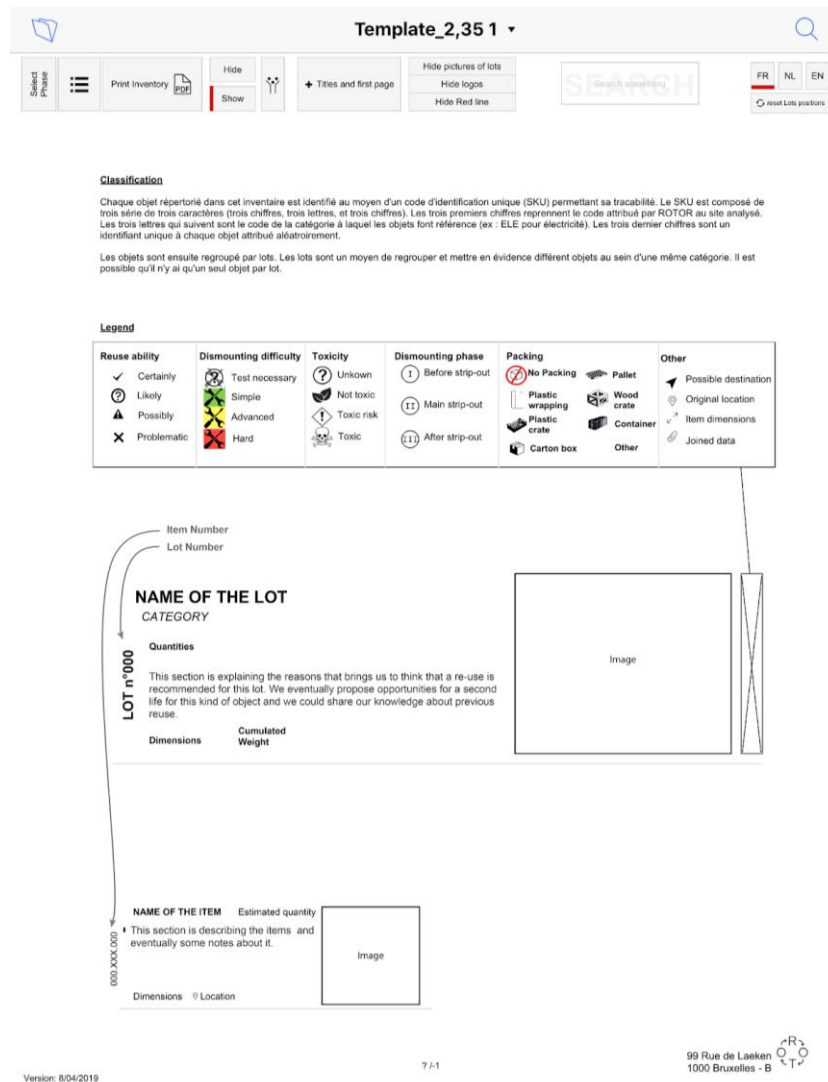 Template_2,35 1
Select Phase
Print Inventory PDF
Hide
Show
+ Titles and first page
Hide pictures of lots
Hide logos
Hide Red line
SEARSH
Search something
FR NL EN
reset Lots positions
Classification
Chaque objet répertorié dans cet inventaire est identifié au moyen d'un code d'identification unique (SKU) permettant sa tracabilité. Le SKU est composé de
trois série de trois caractères (trois chiffres, trois lettres, et trois chiffres). Les trois premiers chiffres reprennent le code attribué par ROTOR au site analysé.
Les trois lettres qui suivent sont le code de la catégorie à laquel les objets font référence (ex : ELE pour électricité). Les trois dernier chiffres sont un
identifiant unique à chaque objet attribué aléatroirement.
Les objets sont ensuite regroupé par lots. Les lots sont un moyen de regrouper et mettre en évidence différent objets au sein d'une même catégorie. Il est
possible qu'il n'y ai qu'un seul objet par lot.
Legend
Reuse ability
Certainly
? Likely
Possibly
Problematic
Dismounting difficulty
Test necessary
Simple
Advanced
Hard
Toxicity
? Unkown
Not toxic
! Toxic risk
Toxic
Dismounting phase
I Before strip-out
II Main strip-out
III After strip-out
Packing
No Packing
Plastic
wrapping
Plastic
crate
Carton box
Pallet
Wood
crate
Container
Other
Other
Possible destination
Original location
Item dimensions
Joined data
Item Number
Lot Number
NAME OF THE LOT
CATEGORY
LOT n°000
Quantities
This section is explaining the reasons that brings us to think that a re-use is
recommended for this lot. We eventually propose opportunities for a second
life for this kind of object and we could share our knowledge about previous
reuse.
Dimensions
Cumulated
Weight
Image
NAME OF THE ITEM Estimated quantity
000.XXX.000
This section is describing the items and
eventually some notes about it.
Dimensions Location
Image
Version: 8/04/2019
? /-1
99 Rue de Laeken
1000 Bruxelles - B
R O T O